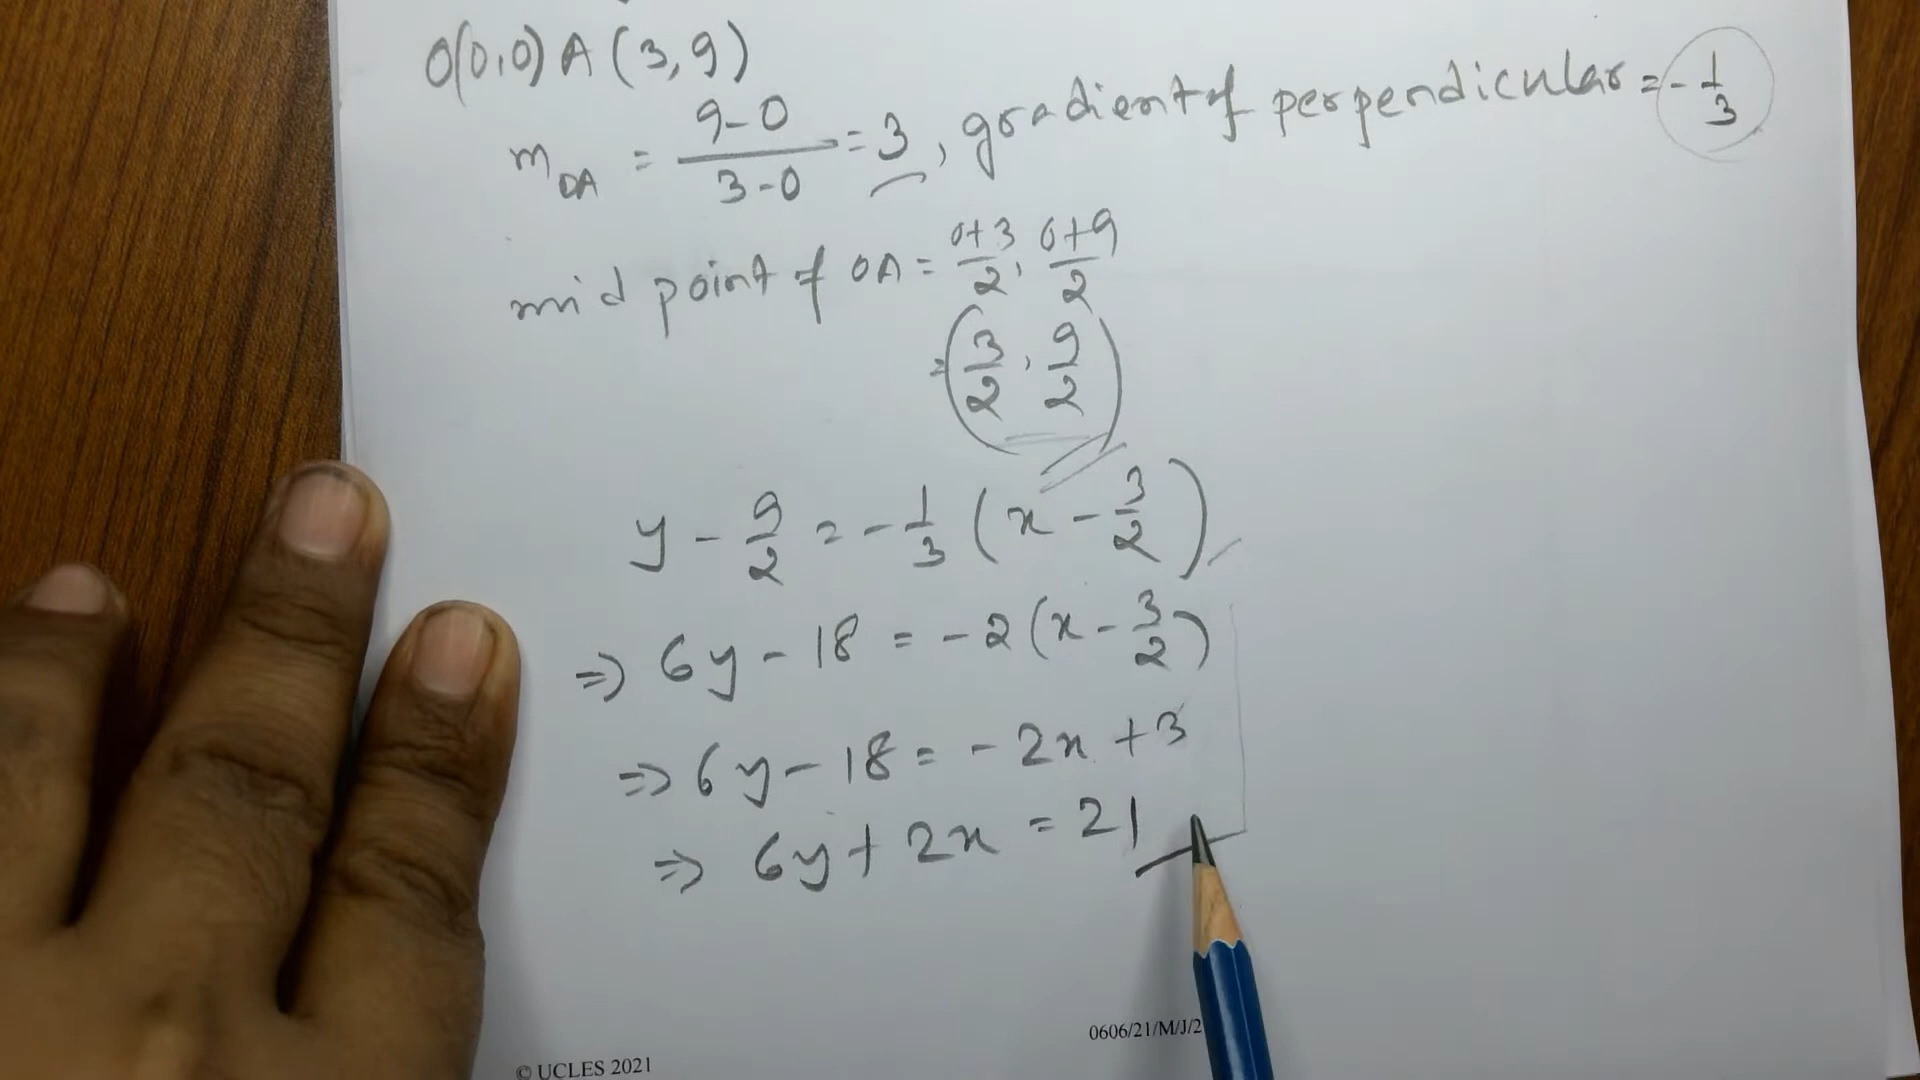 O(0,0) A (3,9)
m_OA = (9-0)/(3-0) = 3, gradient of perpendicular = -1/3
mid point of OA = (0+3)/2, (0+9)/2
= (3/2, 9/2)
y - 9/2 = -1/3 (x - 3/2)
⇒ 6y - 18 = -2(x - 3/2)
⇒ 6y - 18 = -2x + 3
⇒ 6y + 2x = 21
0606/21/M/J/2
© UCLES 2021